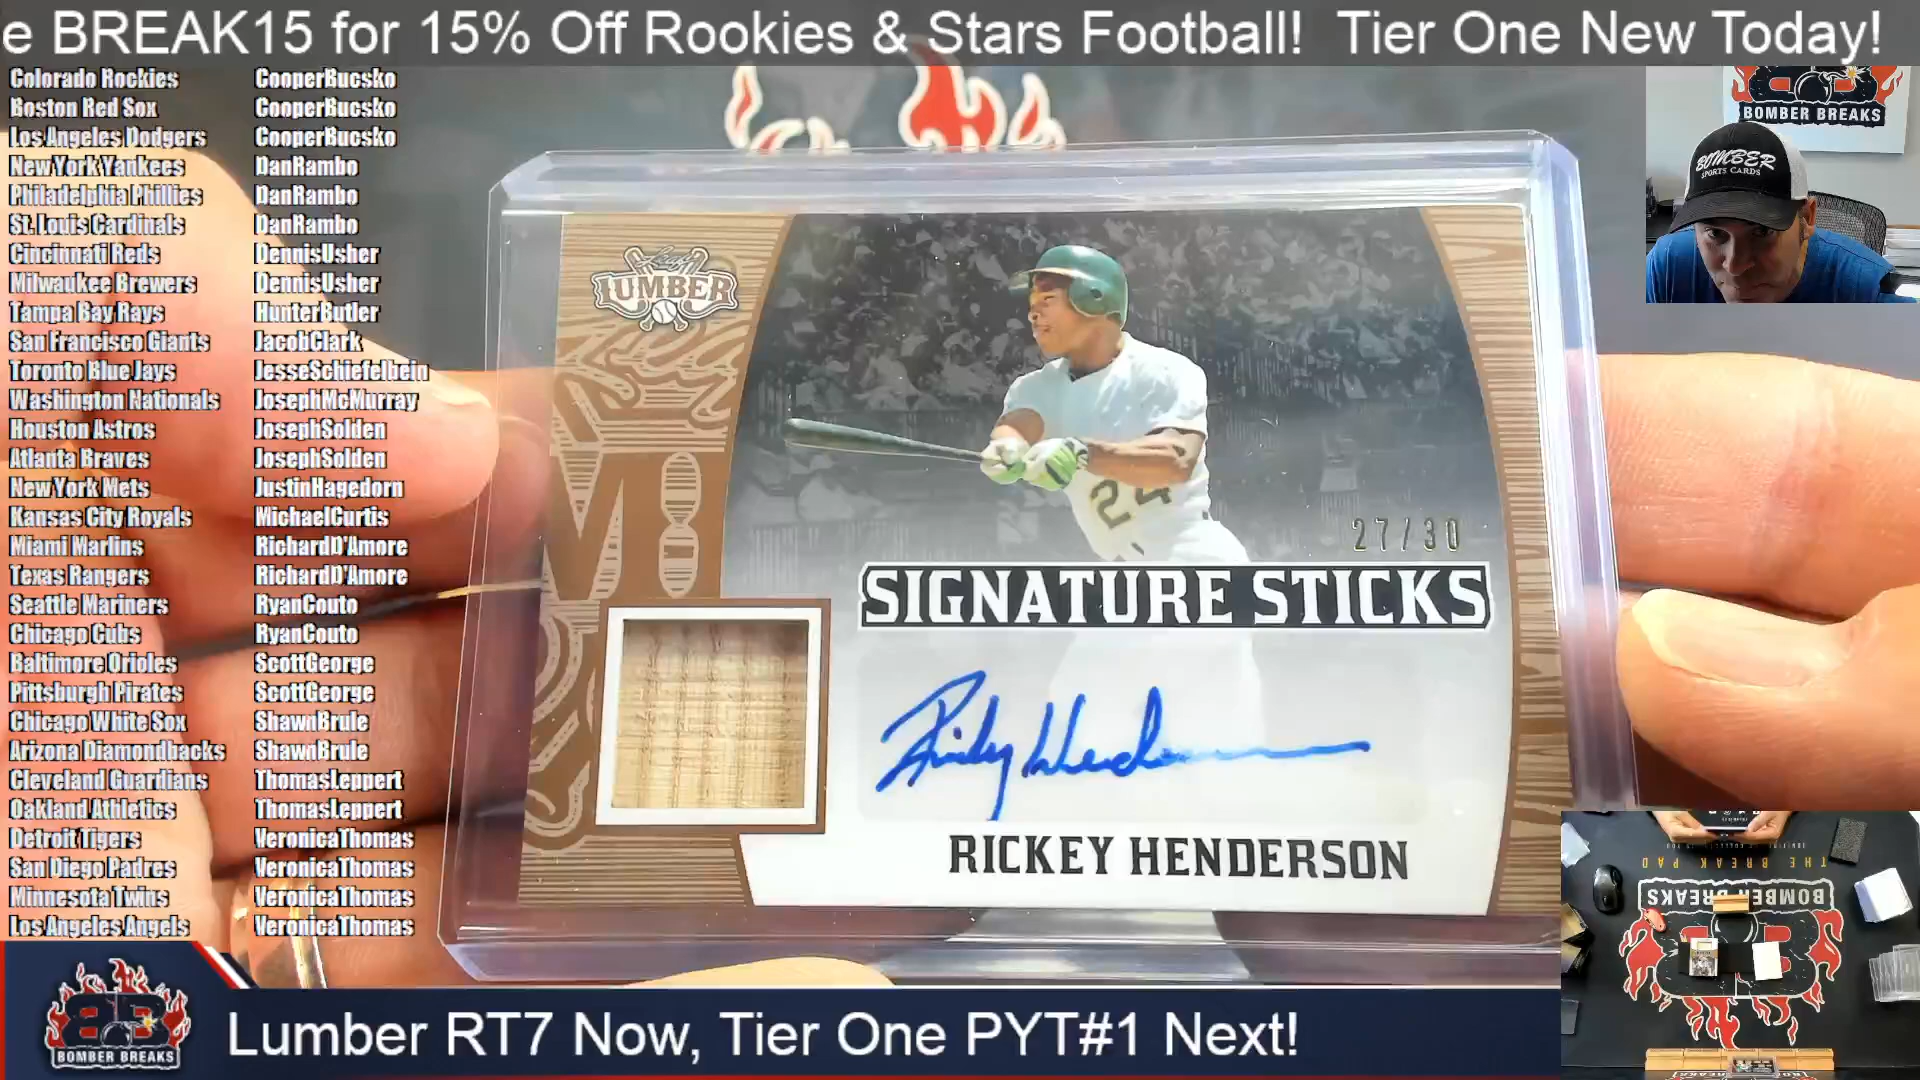 e BREAK15 for 15% Off Rookies & Stars Football! Tier One New Today!
Colorado Rockies CooperBucsko
Boston Red Sox CooperBucsko
Los Angeles Dodgers CooperBucsko
New York Yankees DanRambo
Philadelphia Phillies DanRambo
St. Louis Cardinals DanRambo
Cincinnati Reds DennisUsher
Milwaukee Brewers DennisUsher
Tampa Bay Rays HunterButler
San Francisco Giants JacobClark
Toronto Blue Jays JesseSchiefelbein
Washington Nationals JosephMcMurray
Houston Astros JosephSolden
Atlanta Braves JosephSolden
New York Mets JustinHagedorn
Kansas City Royals MichaelCurtis
Miami Marlins RichardD'Amore
Texas Rangers RichardD'Amore
Seattle Mariners RyanCouto
Chicago Cubs RyanCouto
Baltimore Orioles ScottGeorge
Pittsburgh Pirates ScottGeorge
Chicago White Sox ShawnBrule
Arizona Diamondbacks ShawnBrule
Cleveland Guardians ThomasLeppert
Oakland Athletics ThomasLeppert
Detroit Tigers VeronicaThomas
San Diego Padres VeronicaThomas
Minnesota Twins VeronicaThomas
Los Angeles Angels VeronicaThomas
Leaf
LUMBER
24
27/30
SIGNATURE STICKS
Rickey Henderson
RICKEY HENDERSON
BOMBER BREAKS
BOMBER
SPORTS CARDS
THE BREAK PAD
BOMBER BREAKS
BB
BOMBER BREAKS
Lumber RT7 Now, Tier One PYT#1 Next!